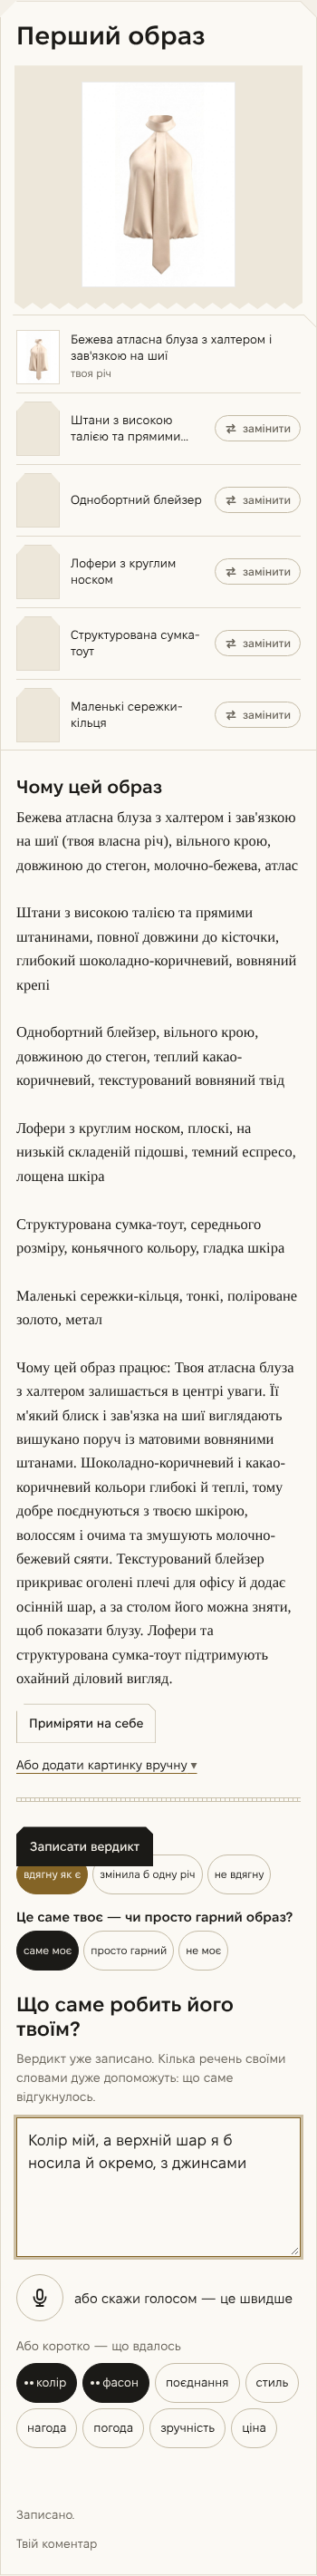 Перший образ
Бежева атласна блуза з халтером і
зав'язкою на шиї
твоя річ
Штани з високою
талією та прямими...
замінити
Однобортний блейзер
замінити
Лофери з круглим
носком
замінити
Структурована сумка-
тоут
замінити
Маленькі сережки-
кільця
замінити
Чому цей образ
Бежева атласна блуза з халтером і зав'язкою
на шиї (твоя власна річ), вільного крою,
довжиною до стегон, молочно-бежева, атлас
Штани з високою талією та прямими
штанинами, повної довжини до кісточки,
глибокий шоколадно-коричневий, вовняний
крепі
Однобортний блейзер, вільного крою,
довжиною до стегон, теплий какао-
коричневий, текстурований вовняний твід
Лофери з круглим носком, плоскі, на
низькій складеній підошві, темний еспресо,
лощена шкіра
Структурована сумка-тоут, середнього
розміру, коньячного кольору, гладка шкіра
Маленькі сережки-кільця, тонкі, поліроване
золото, метал
Чому цей образ працює: Твоя атласна блуза
з халтером залишається в центрі уваги. Її
м'який блиск і зав'язка на шиї виглядають
вишукано поруч із матовими вовняними
штанами. Шоколадно-коричневий і какао-
коричневий кольори глибокі й теплі, тому
добре поєднуються з твоєю шкірою,
волоссям і очима та змушують молочно-
бежевий сяяти. Текстурований блейзер
прикриває оголені плечі для офісу й додає
осінній шар, а за столом його можна зняти,
щоб показати блузу. Лофери та
структурована сумка-тоут підтримують
охайний діловий вигляд.
Приміряти на себе
Або додати картинку вручну ▾
Записати вердикт
вдягну як є
змінила б одну річ
не вдягну
Це саме твоє — чи просто гарний образ?
саме моє
просто гарний
не моє
Що саме робить його
твоїм?
Вердикт уже записано. Кілька речень своїми
словами дуже допоможуть: що саме
відгукнулось.
Колір мій, а верхній шар я б
носила й окремо, з джинсами
або скажи голосом — це швидше
Або коротко — що вдалось
•• колір
•• фасон
поєднання
стиль
нагода
погода
зручність
ціна
Записано.
Твій коментар